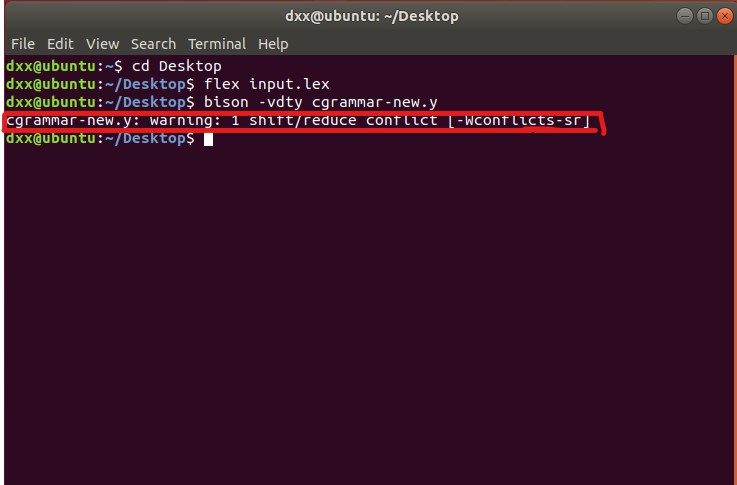 dxx@ubuntu: ~/Desktop
File Edit View Search Terminal Help
dxx@ubuntu:~$ cd Desktop
dxx@ubuntu:~/Desktop$ flex input.lex
dxx@ubuntu:~/Desktop$ bison -vdty cgrammar-new.y
cgrammar-new.y: warning: 1 shift/reduce conflict [-Wconflicts-sr]
dxx@ubuntu:~/Desktop$